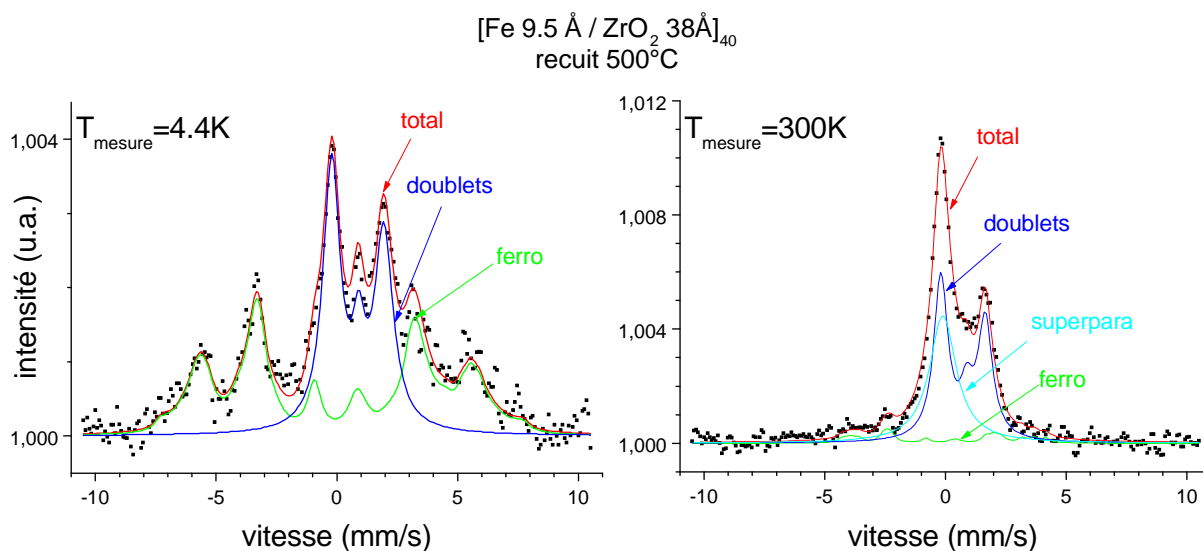 [Fe 9.5 Å / ZrO2 38Å]40
recuit 500°C
Tmesure=4.4K
total
doublets
ferro
1,004
1,000
intensité (u.a.)
-10 -5 0 5 10
vitesse (mm/s)
Tmesure=300K
total
doublets
superpara
ferro
1,012
1,008
1,004
1,000
-10 -5 0 5 10
vitesse (mm/s)